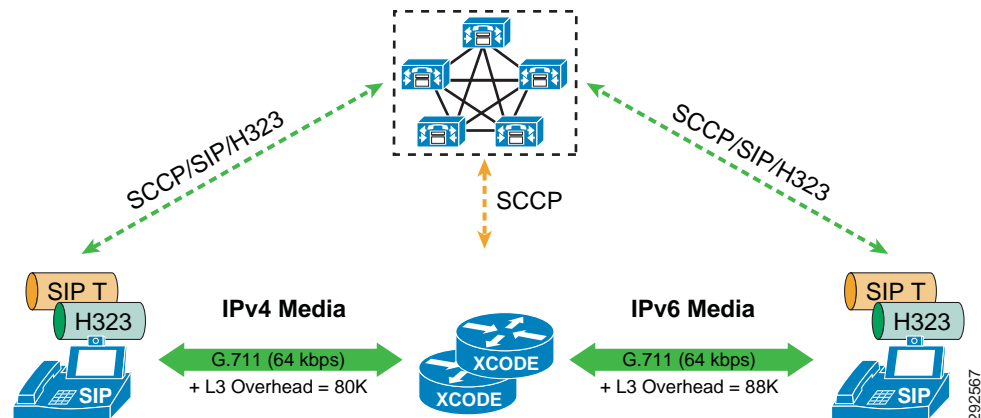 SCCP/SIP/H323
SCCP/SIP/H323
SCCP
SIP T
H323
SIP
IPv4 Media
G.711 (64 kbps)
+ L3 Overhead = 80K
XCODE
XCODE
IPv6 Media
G.711 (64 kbps)
+ L3 Overhead = 88K
SIP T
H323
SIP
292567